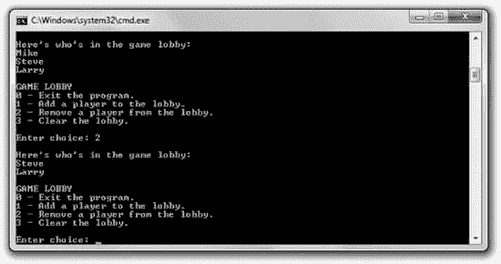 C:\Windows\system32\cmd.exe
Here's who's in the game lobby:
Mike
Steve
Larry
GAME LOBBY
0 - Exit the program.
1 - Add a player to the lobby.
2 - Remove a player from the lobby.
3 - Clear the lobby.
Enter choice: 2
Here's who's in the game lobby:
Steve
Larry
GAME LOBBY
0 - Exit the program.
1 - Add a player to the lobby.
2 - Remove a player from the lobby.
3 - Clear the lobby.
Enter choice: _